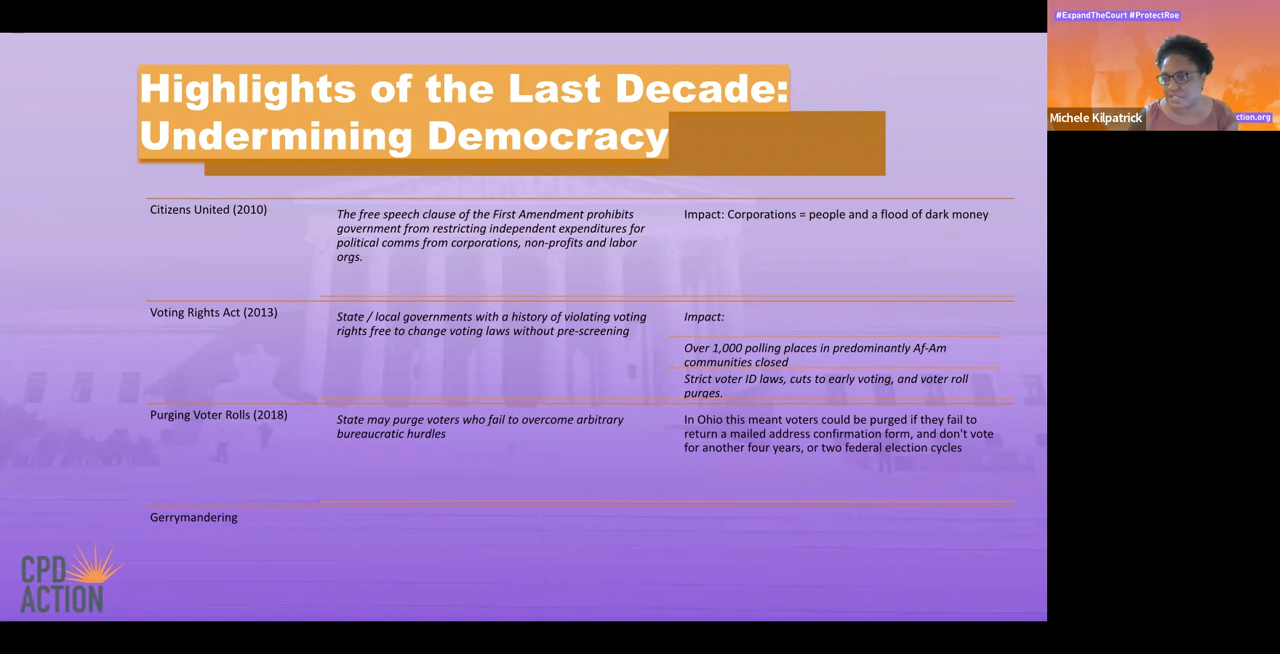 #ExpandTheCourt #ProtectRoe
Michele Kilpatrick
ction.org
Highlights of the Last Decade:
Undermining Democracy
Citizens United (2010)
The free speech clause of the First Amendment prohibits
government from restricting independent expenditures for
political comms from corporations, non-profits and labor
orgs.
Impact: Corporations = people and a flood of dark money
Voting Rights Act (2013)
State / local governments with a history of violating voting
rights free to change voting laws without pre-screening
Impact:
Over 1,000 polling places in predominantly Af-Am
communities closed
Strict voter ID laws, cuts to early voting, and voter roll
purges.
Purging Voter Rolls (2018)
State may purge voters who fail to overcome arbitrary
bureaucratic hurdles
In Ohio this meant voters could be purged if they fail to
return a mailed address confirmation form, and don't vote
for another four years, or two federal election cycles
Gerrymandering
CPD
ACTION